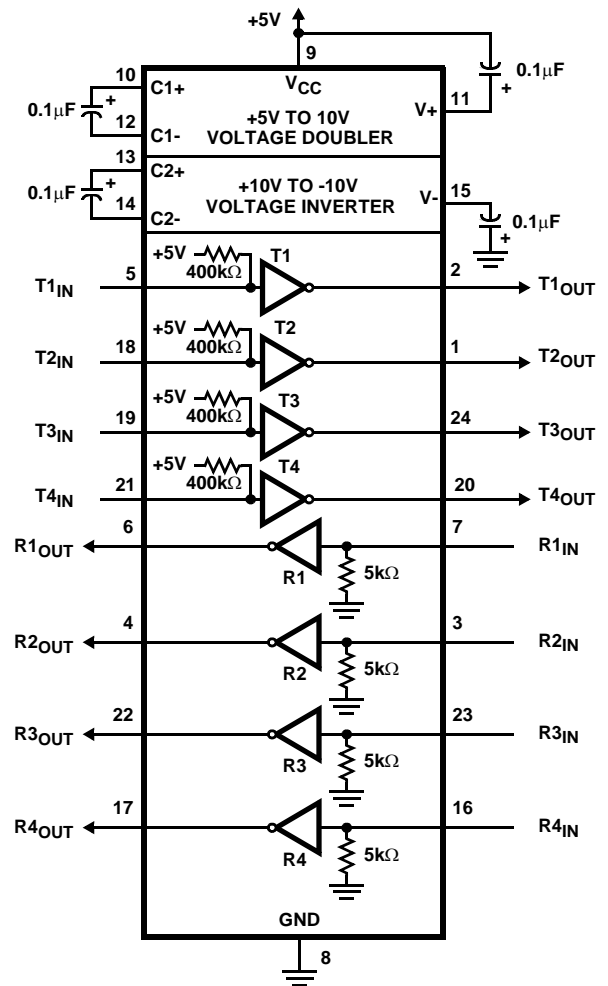 +5V
9
10
C1+
VCC
0.1μF
+
0.1μF
+
11
V+
12
C1-
+5V TO 10V
VOLTAGE DOUBLER
13
C2+
0.1μF
+
14
C2-
+10V TO -10V
VOLTAGE INVERTER
15
V-
0.1μF
+
+5V
400kΩ
T1
T1IN
5
2
T1OUT
+5V
400kΩ
T2
T2IN
18
1
T2OUT
+5V
400kΩ
T3
T3IN
19
24
T3OUT
+5V
400kΩ
T4
T4IN
21
20
T4OUT
R1OUT
6
7
R1IN
R1
5kΩ
R2OUT
4
3
R2IN
R2
5kΩ
R3OUT
22
23
R3IN
R3
5kΩ
R4OUT
17
16
R4IN
R4
5kΩ
GND
8